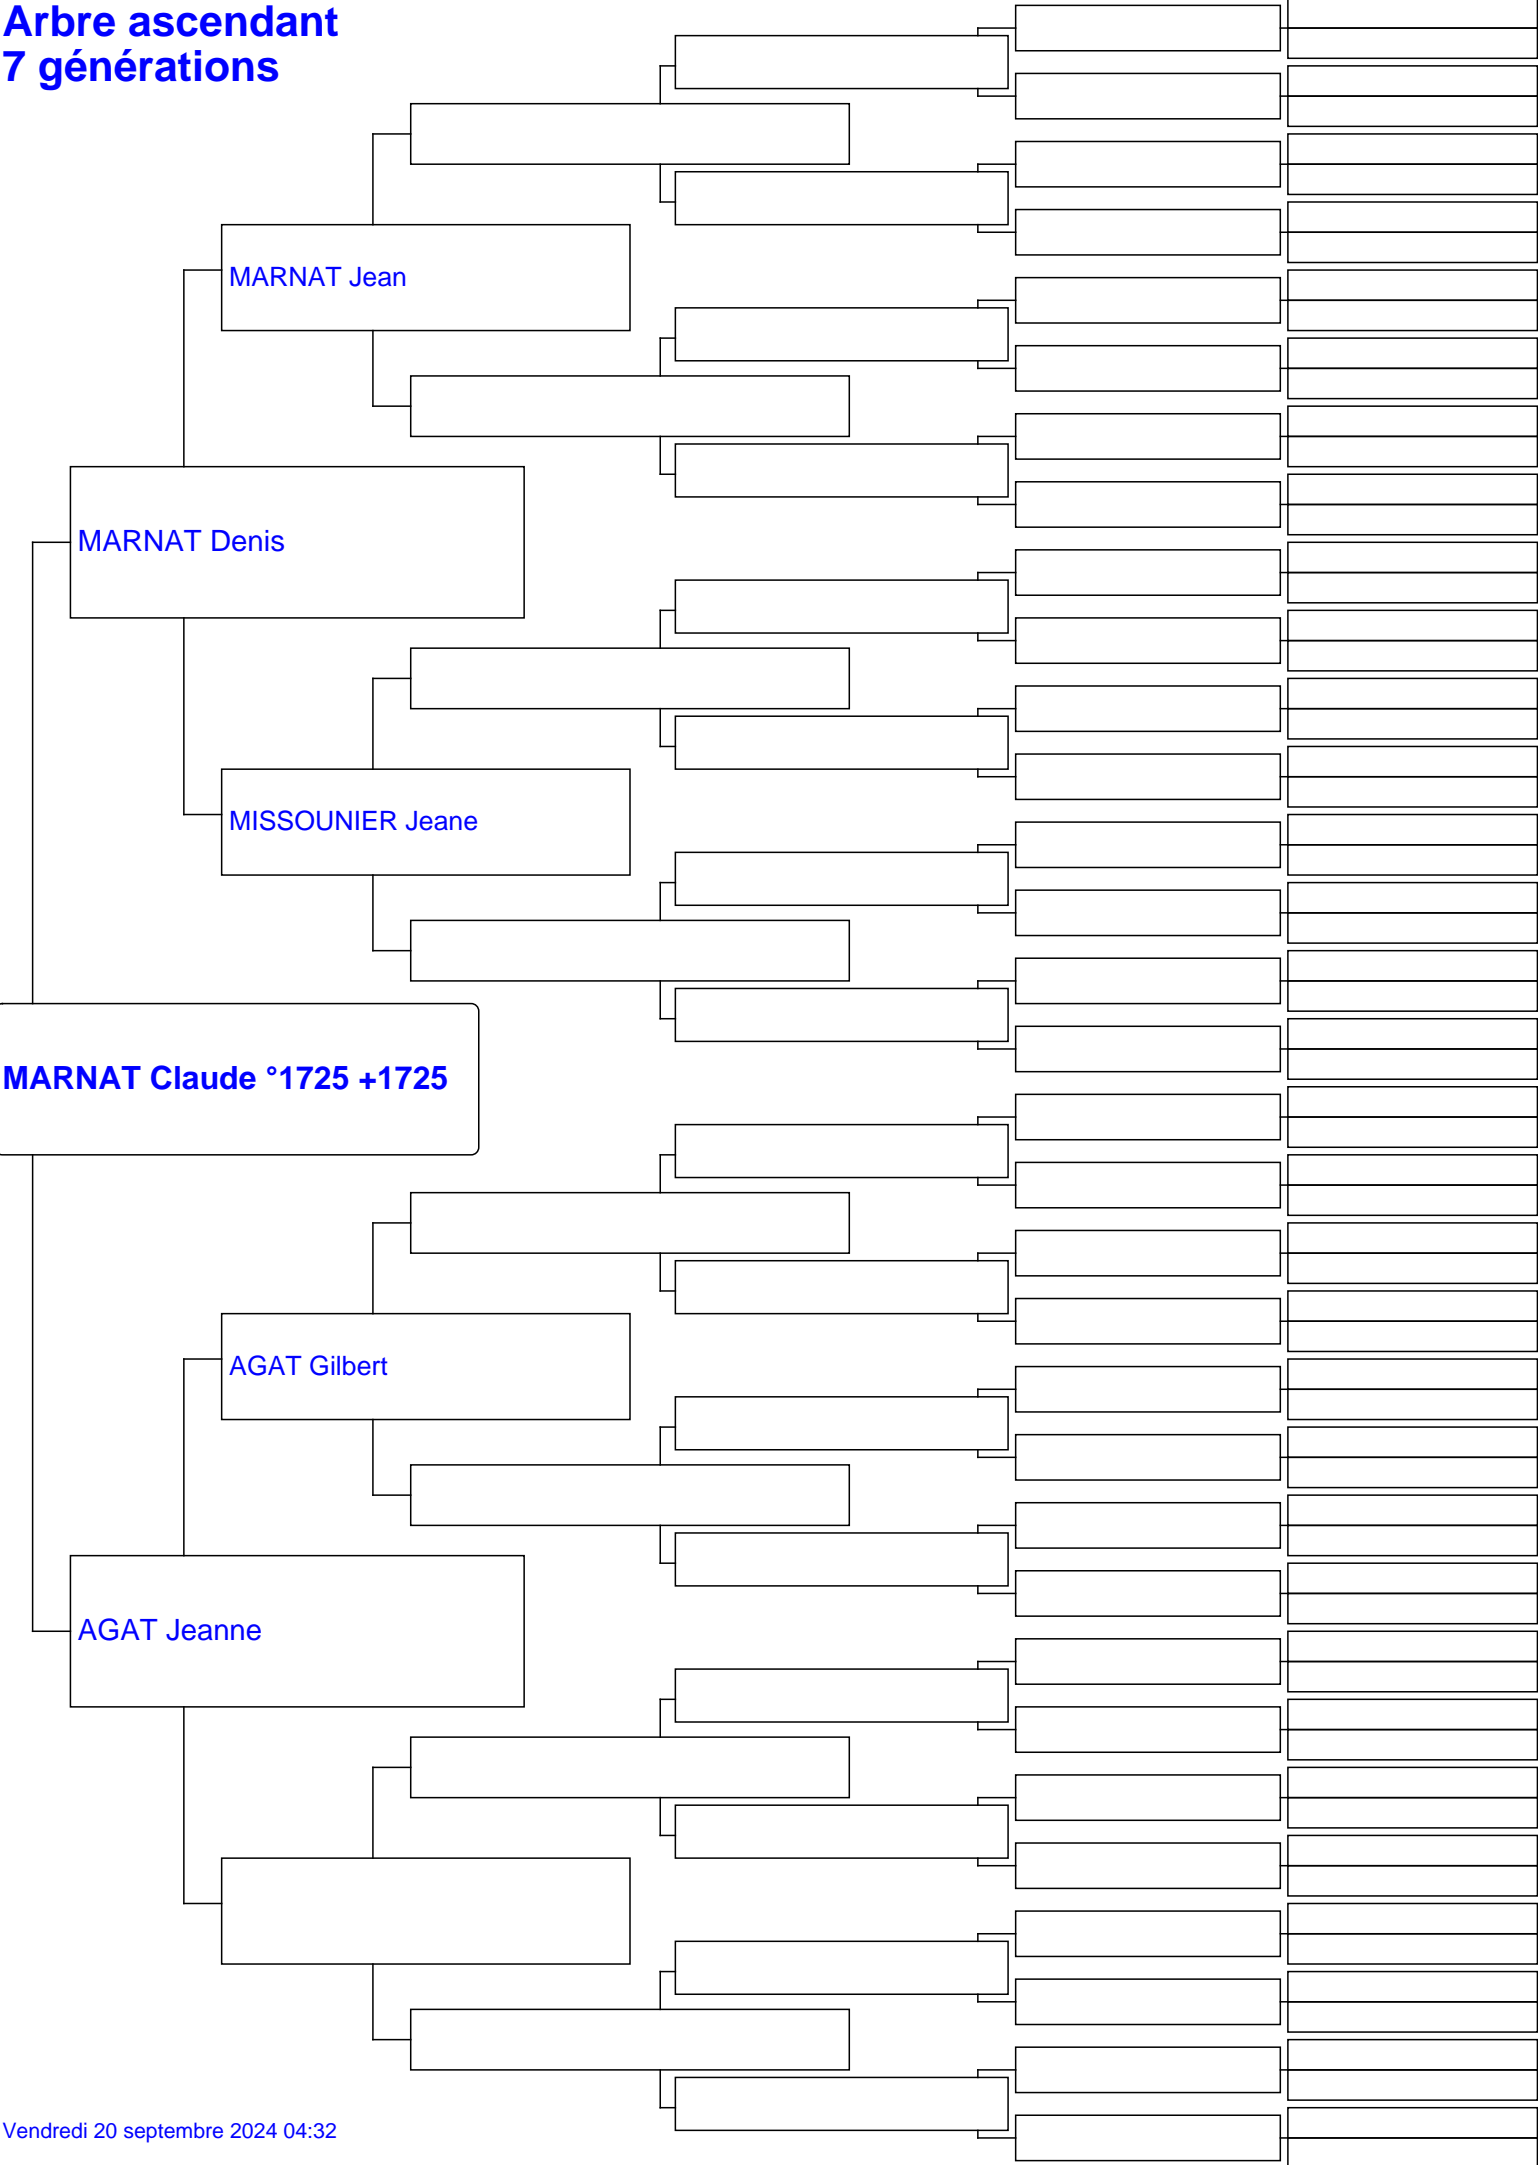 Arbre ascendant
7 générations
MARNAT Jean
MARNAT Denis
MISSOUNIER Jeane
MARNAT Claude °1725 +1725
AGAT Gilbert
AGAT Jeanne
Vendredi 20 septembre 2024 04:32